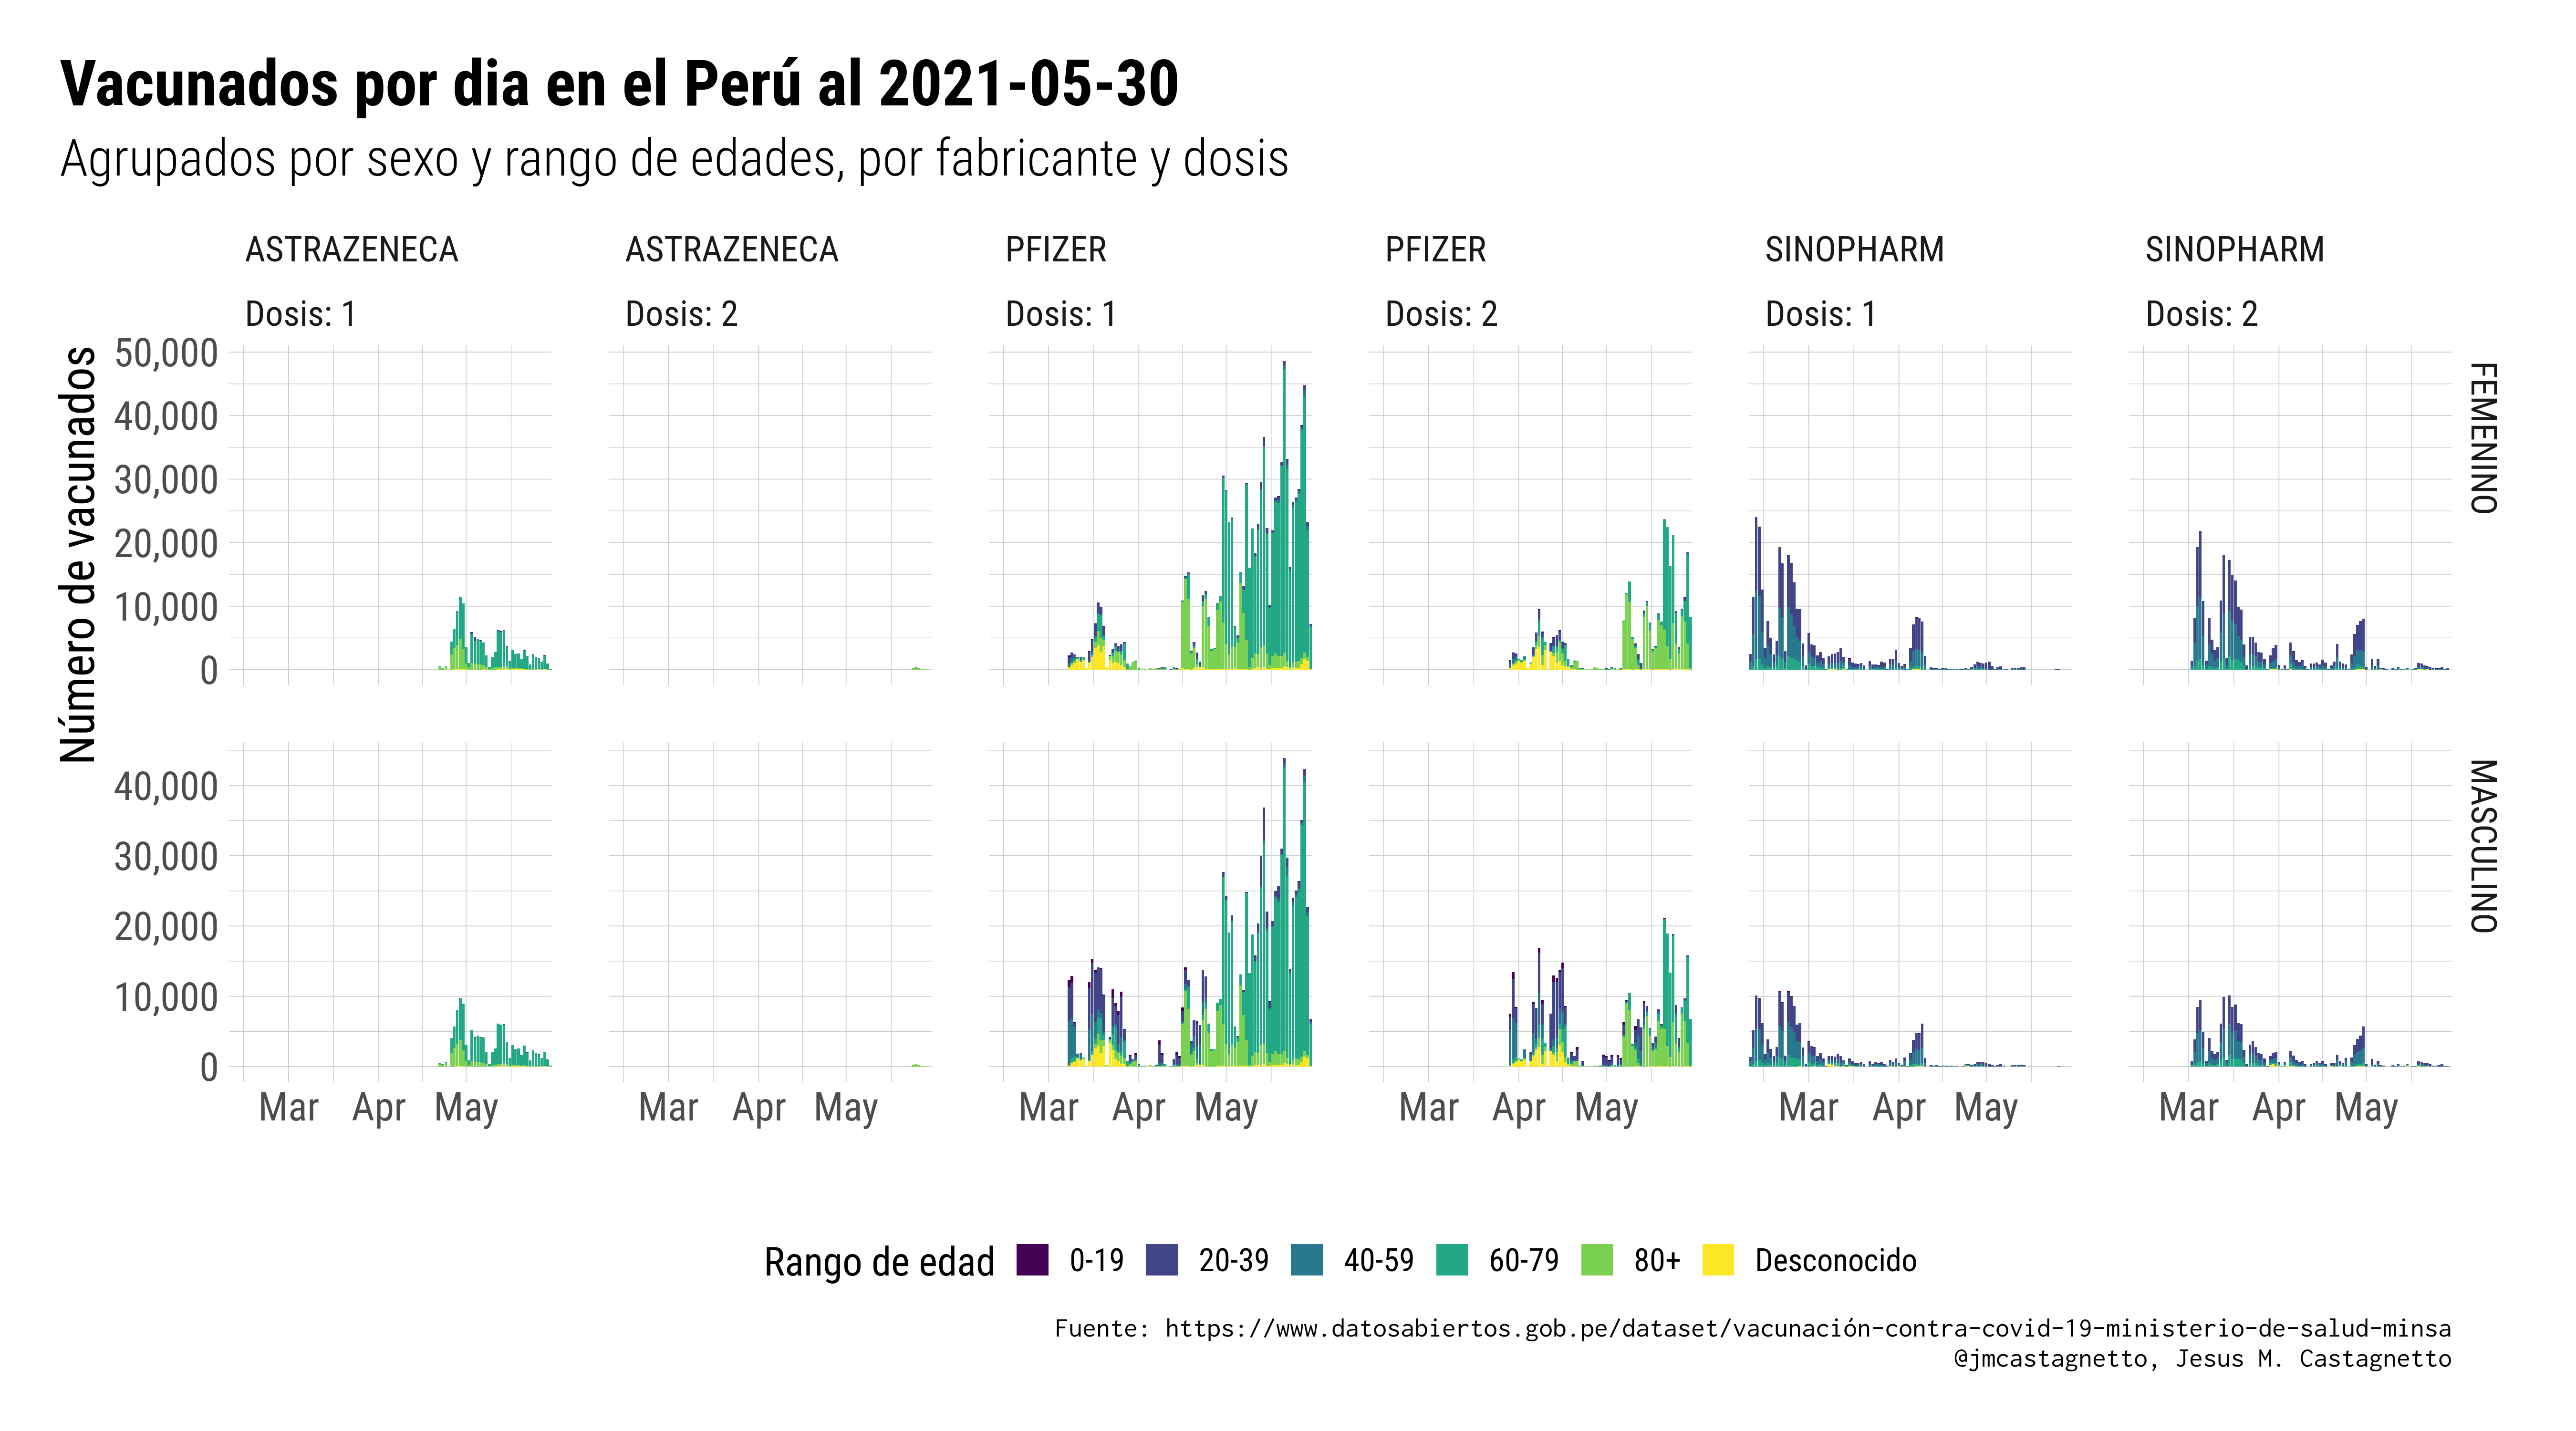 Vacunados por dia en el Perú al 2021-05-30
Agrupados por sexo y rango de edades, por fabricante y dosis
ASTRAZENECA ASTRAZENECA PFIZER PFIZER SINOPHARM SINOPHARM
Dosis: 1 Dosis: 2 Dosis: 1 Dosis: 2 Dosis: 1 Dosis: 2
Número de vacunados
50,000
40,000
30,000
20,000
10,000
0
FEMENINO
40,000
30,000
20,000
10,000
0
MASCULINO
Mar Apr May Mar Apr May Mar Apr May Mar Apr May Mar Apr May Mar Apr May
Rango de edad 0-19 20-39 40-59 60-79 80+ Desconocido
Fuente: https://www.datosabiertos.gob.pe/dataset/vacunación-contra-covid-19-ministerio-de-salud-minsa
@jmcastagnetto, Jesus M. Castagnetto